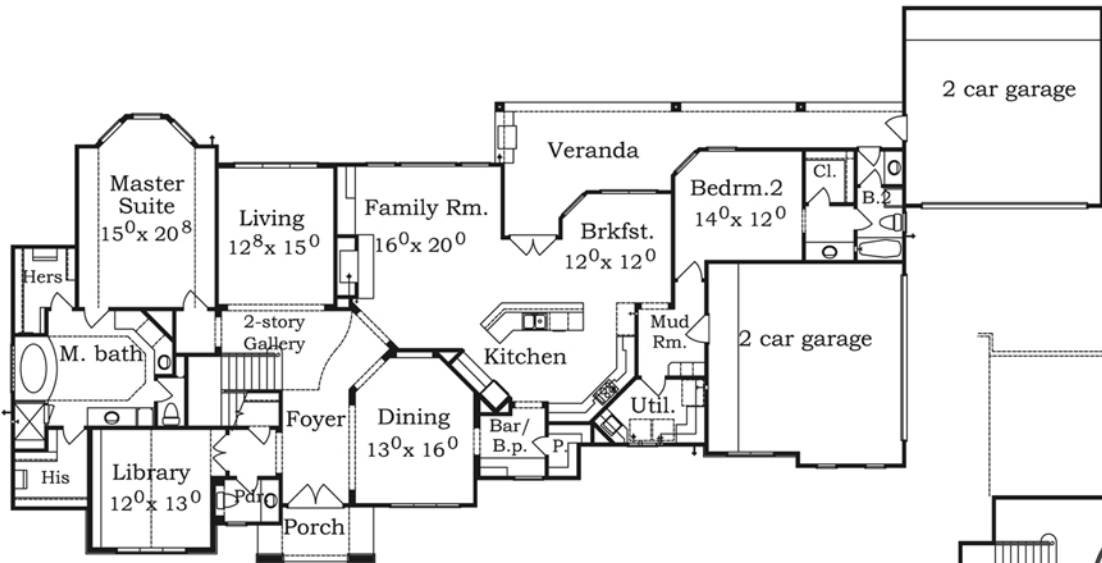 2 car garage
Veranda
Master
Suite
15⁰x 20⁸
Living
12⁸x 15⁰
Family Rm.
16⁰x 20⁰
Brkfst.
12⁰x 12⁰
Bedrm.2
14⁰x 12⁰
Cl.
B.2
Hers
M. bath
2-story
Gallery
Kitchen
Mud
Rm.
2 car garage
Foyer
Dining
13⁰x 16⁰
Bar/
B.p.
P.
Util.
His
Library
12⁰x 13⁰
Pdr.
Porch